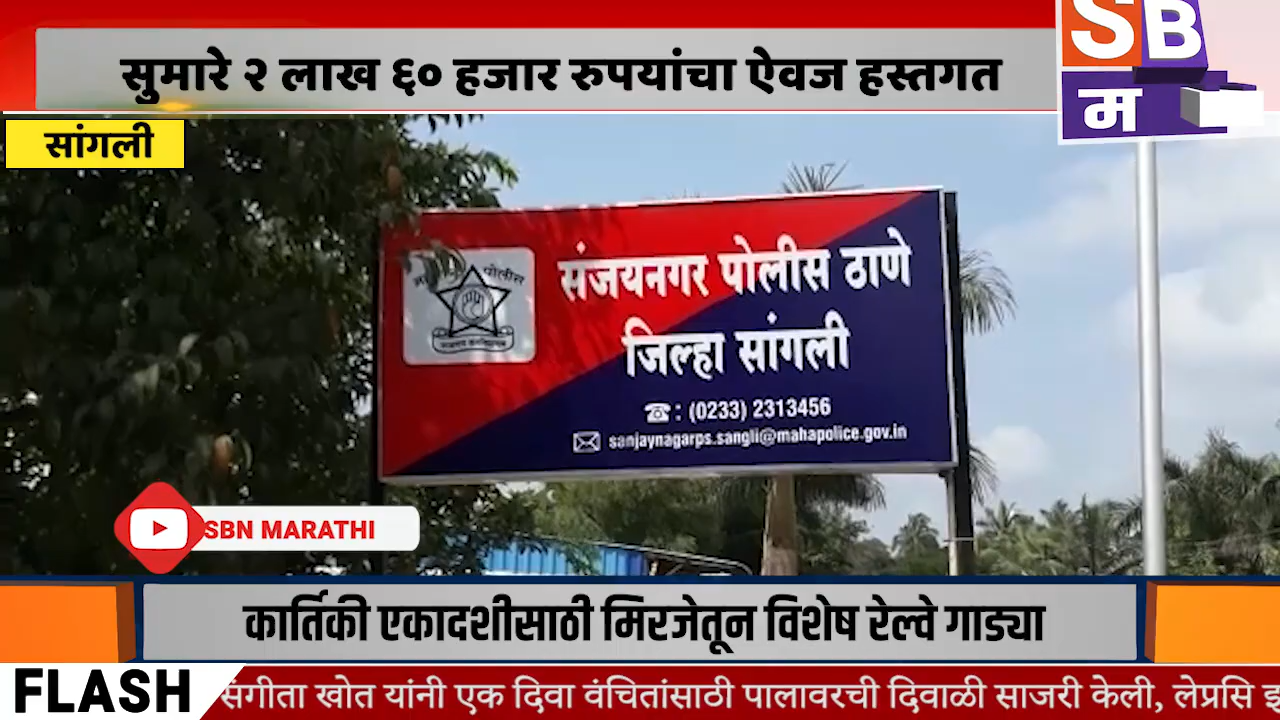 सुमारे २ लाख ६० हजार रुपयांचा ऐवज हस्तगत
SB
म
सांगली
पोलीस
संजयनगर पोलीस ठाणे
जिल्हा सांगली
☎ : (0233) 2313456
sanjaynagarps.sangli@mahapolice.gov.in
SBN MARATHI
कार्तिकी एकादशीसाठी मिरजेतून विशेष रेल्वे गाड्या
FLASH
संगीता खोत यांनी एक दिवा वंचितांसाठी पालावरची दिवाळी साजरी केली, लेप्रसि